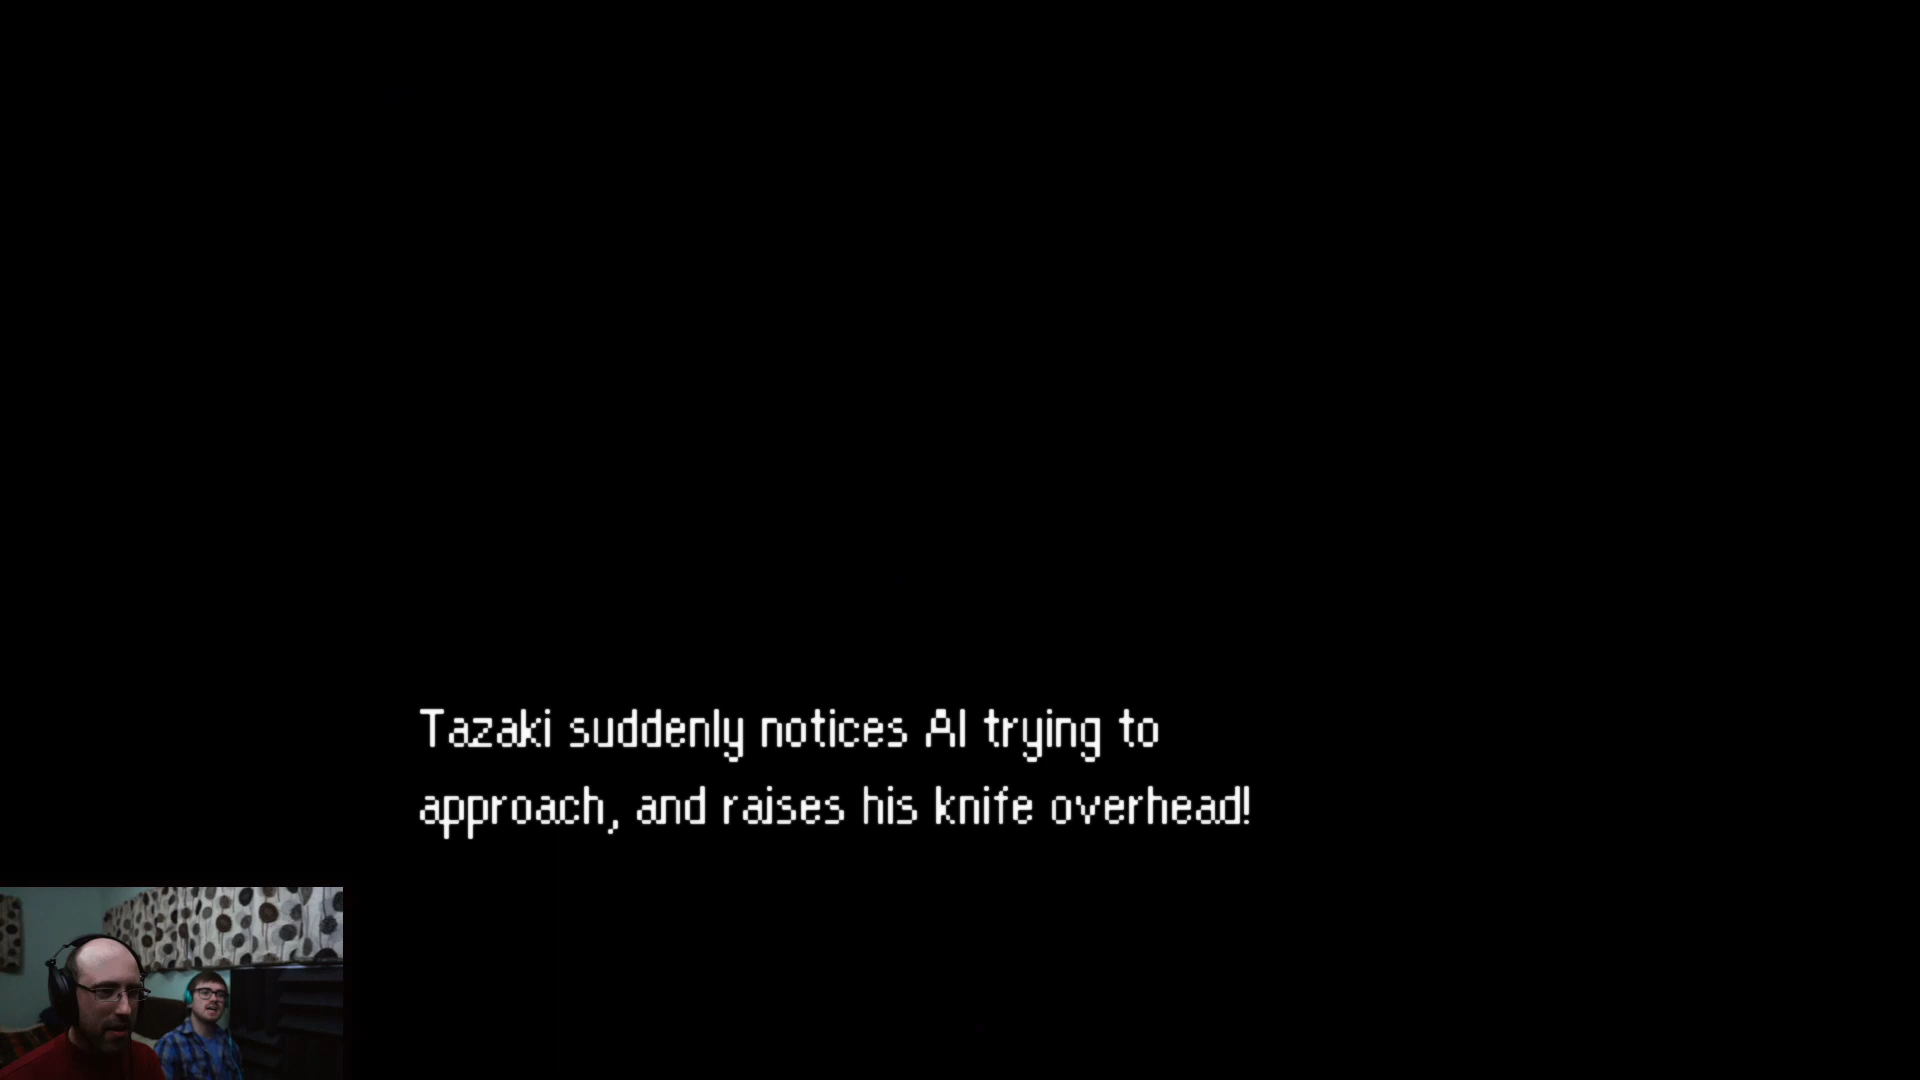 Tazaki suddenly notices Al trying to
approach, and raises his knife overhead!